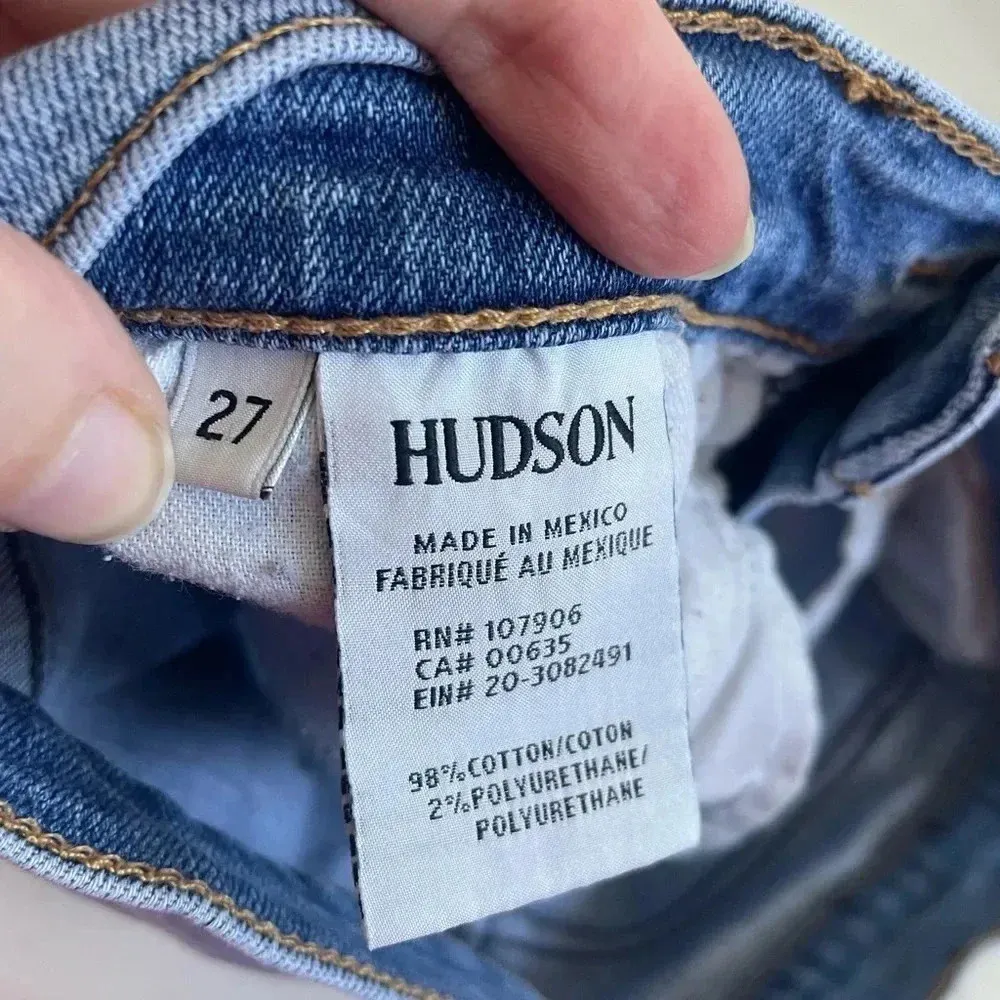 27
HUDSON
MADE IN MEXICO
FABRIQUÉ AU MEXIQUE
RN# 107906
CA# 00635
EIN# 20-3082491
98%COTTON/COTON
2%POLYURETHANE/
POLYURETHANE